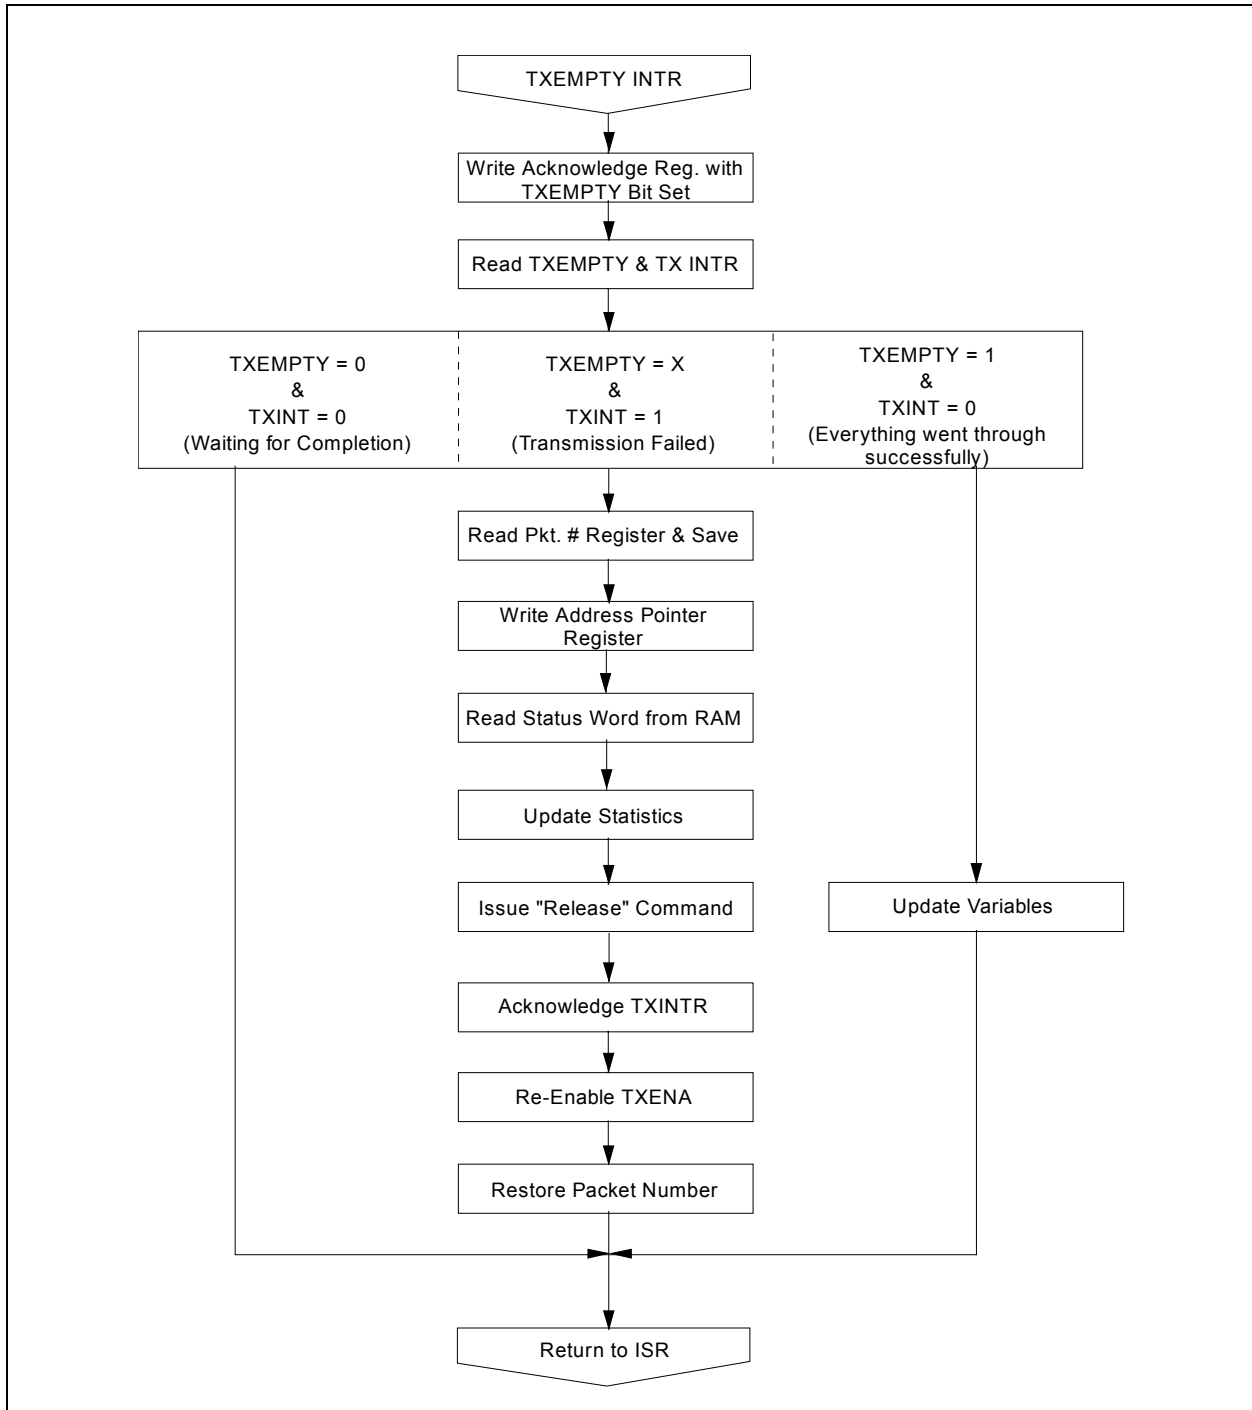 TXEMPTY INTR
Write Acknowledge Reg. with
TXEMPTY Bit Set
Read TXEMPTY & TX INTR
TXEMPTY = 0
&
TXINT = 0
(Waiting for Completion)
TXEMPTY = X
&
TXINT = 1
(Transmission Failed)
TXEMPTY = 1
&
TXINT = 0
(Everything went through
successfully)
Read Pkt. # Register & Save
Write Address Pointer
Register
Read Status Word from RAM
Update Statistics
Issue "Release" Command
Update Variables
Acknowledge TXINTR
Re-Enable TXENA
Restore Packet Number
Return to ISR